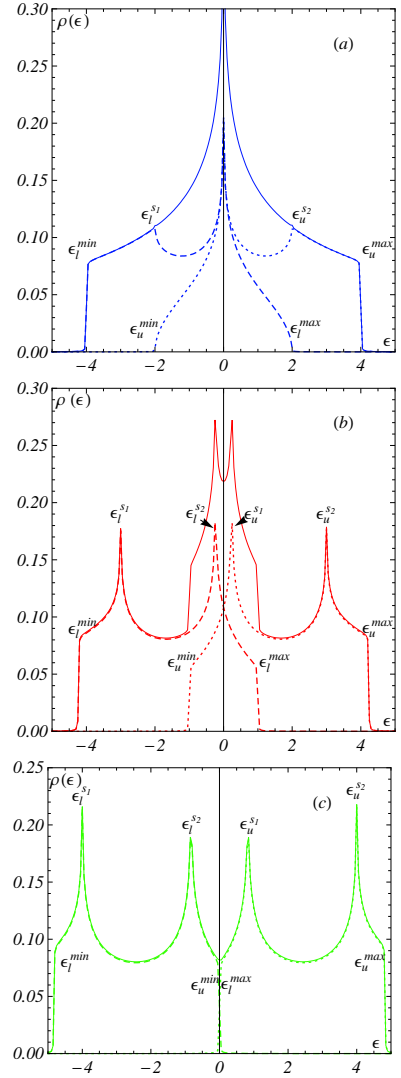 ρ(ϵ)
(a)
0.30
0.25
0.20
0.15
0.10
0.05
0.00
ϵ_l^{s_1}
ϵ_u^{s_2}
ϵ_l^{min}
ϵ_u^{max}
ϵ_u^{min}
ϵ_l^{max}
ϵ
−4 −2 0 2 4
ρ(ϵ)
(b)
0.30
0.25
0.20
0.15
0.10
0.05
0.00
ϵ_l^{s_1}
ϵ_l^{s_2}
ϵ_u^{s_1}
ϵ_u^{s_2}
ϵ_l^{min}
ϵ_u^{max}
ϵ_u^{min}
ϵ_l^{max}
ϵ
−4 −2 0 2 4
ρ(ϵ)
(c)
0.25
0.20
0.15
0.10
0.05
0.00
ϵ_l^{s_1}
ϵ_l^{s_2}
ϵ_u^{s_1}
ϵ_u^{s_2}
ϵ_l^{min}
ϵ_u^{min}
ϵ_l^{max}
ϵ_u^{max}
ϵ
−4 −2 0 2 4